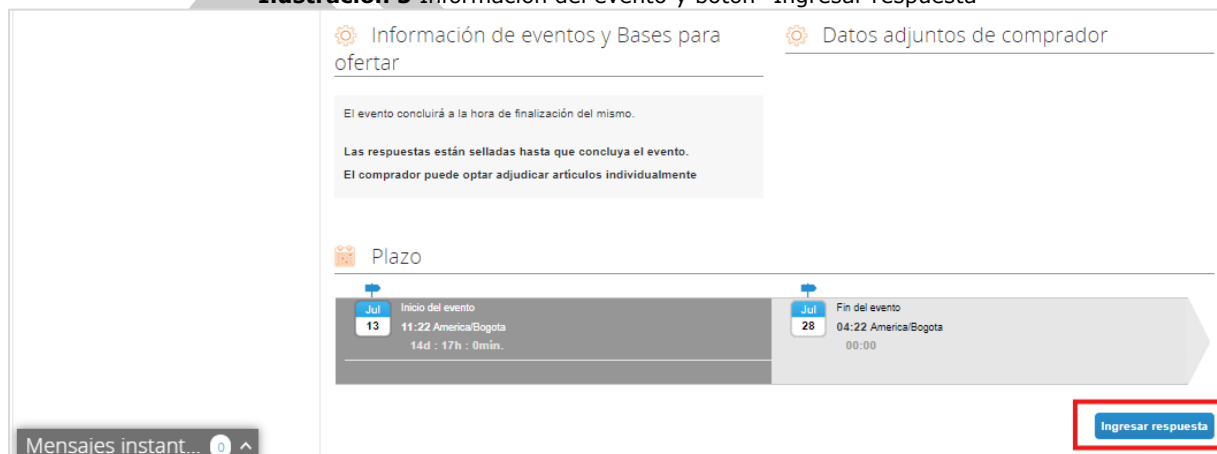 Ilustración 3 Información del evento y botón "Ingresar respuesta"
Información de eventos y Bases para
ofertar
Datos adjuntos de comprador
El evento concluirá a la hora de finalización del mismo.
Las respuestas están selladas hasta que concluya el evento.
El comprador puede optar adjudicar artículos individualmente
Plazo
Jul
13
Inicio del evento
11:22 America/Bogota
14d : 17h : 0min.
Jul
28
Fin del evento
04:22 America/Bogota
00:00
Ingresar respuesta
Mensajes instant... 0